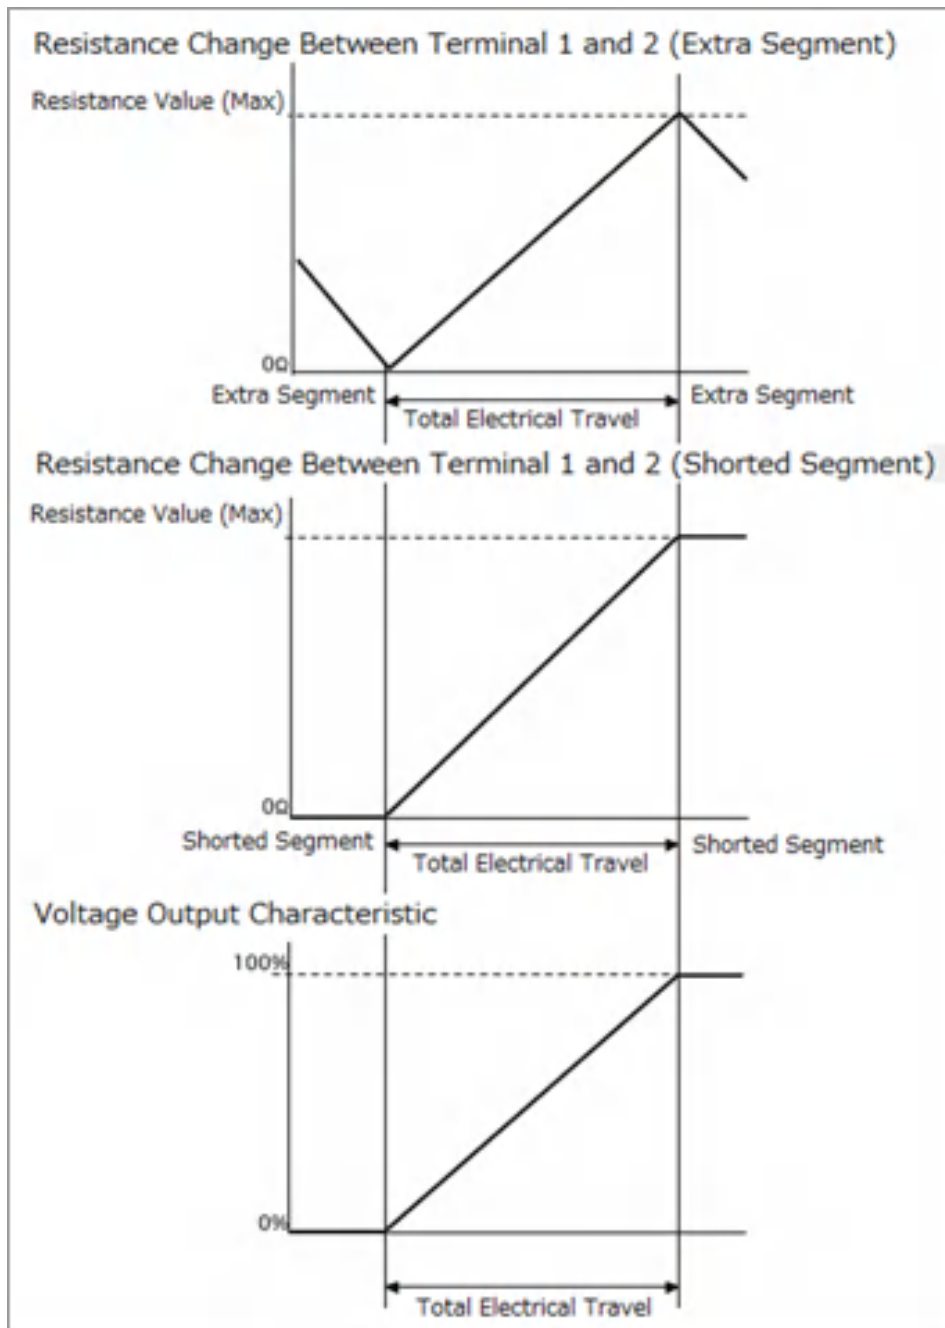 Resistance Change Between Terminal 1 and 2 (Extra Segment)
Resistance Value (Max)
0Ω
Extra Segment
Extra Segment
Total Electrical Travel
Resistance Change Between Terminal 1 and 2 (Shorted Segment)
Resistance Value (Max)
0Ω
Shorted Segment
Shorted Segment
Total Electrical Travel
Voltage Output Characteristic
100%
0%
Total Electrical Travel